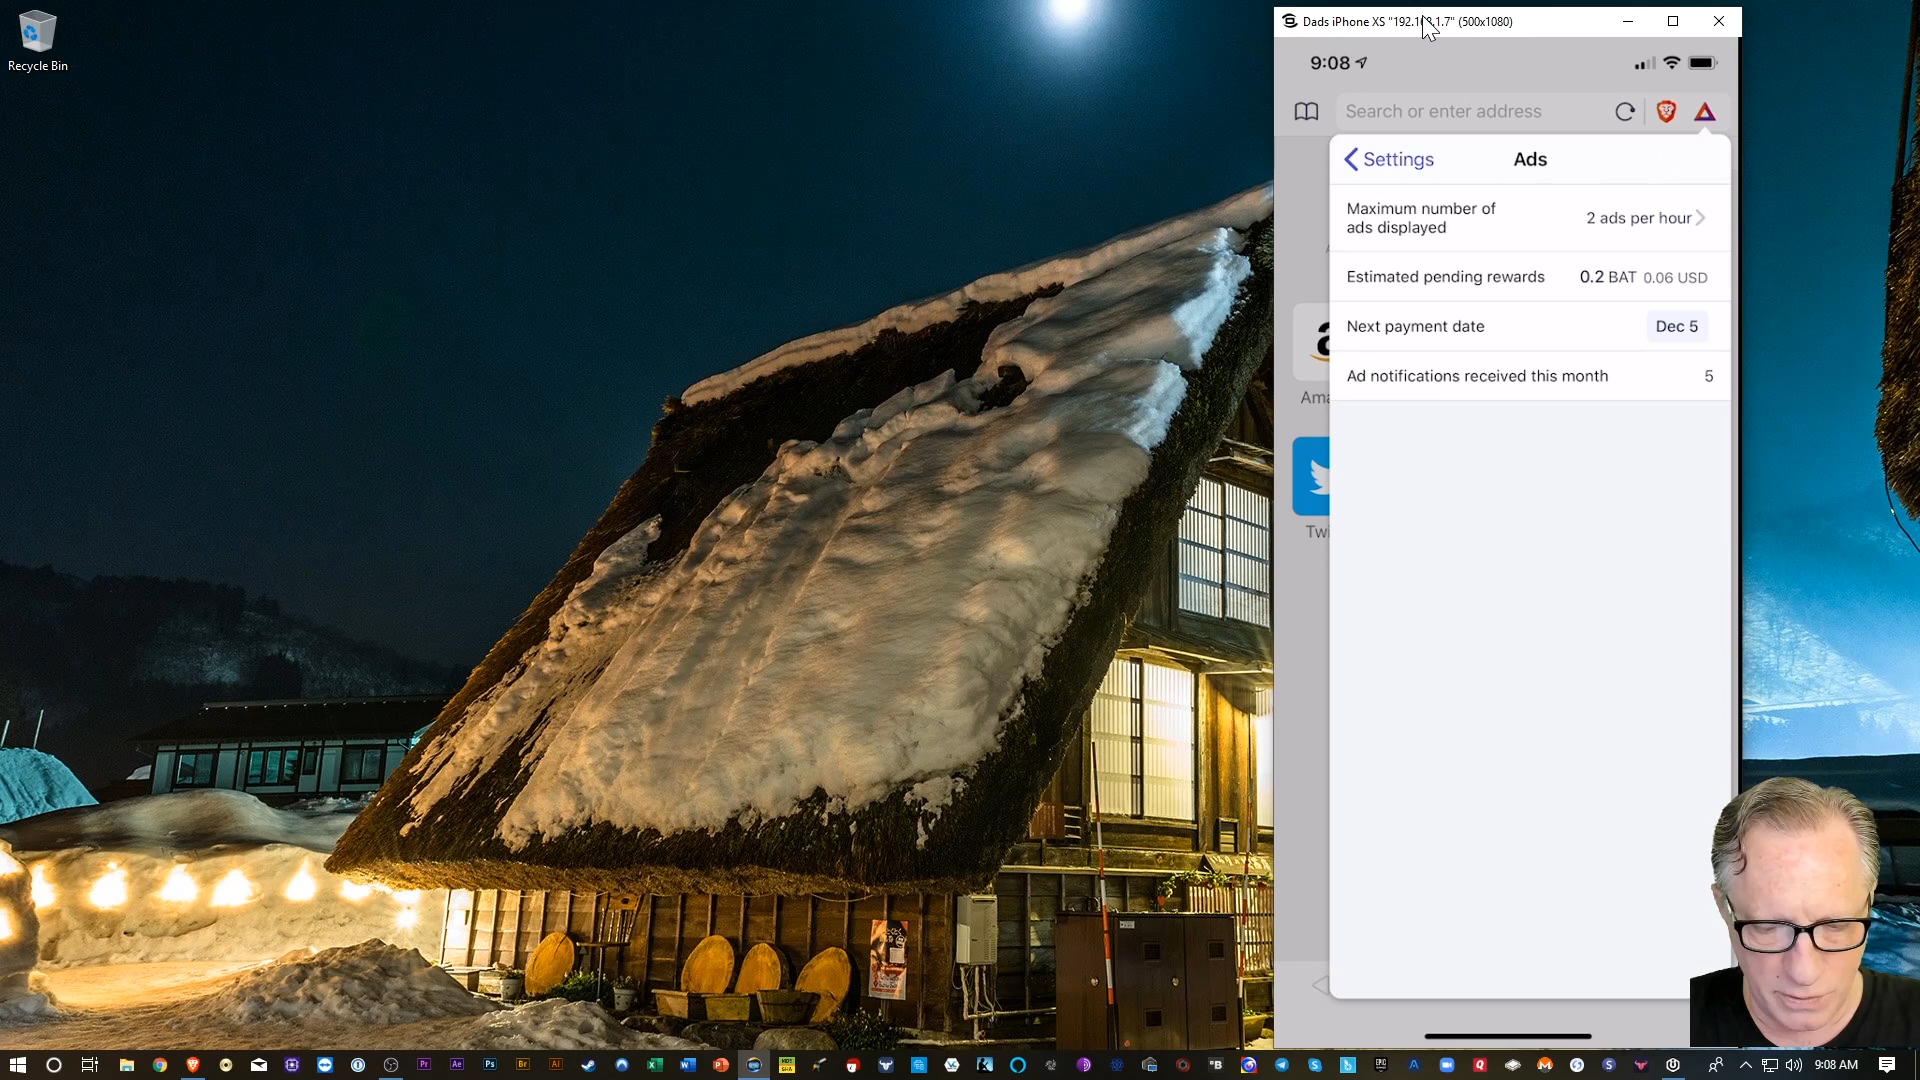 Recycle Bin
Dads iPhone XS "192.168.1.7" (500x1080)
9:08
Search or enter address
Settings
Ads
Maximum number of
ads displayed
2 ads per hour
Estimated pending rewards
0.2 BAT 0.06 USD
Next payment date
Dec 5
Ad notifications received this month
5
Ama
Twi
9:08 AM